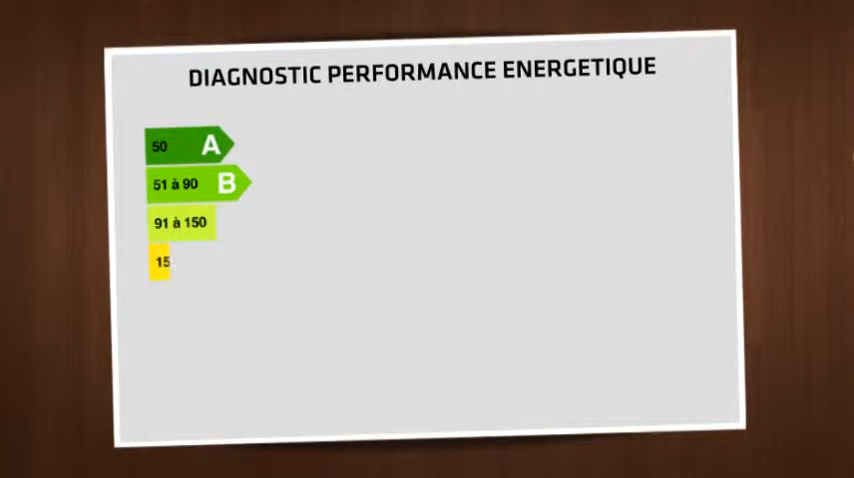 DIAGNOSTIC PERFORMANCE ENERGETIQUE
50 A
51 à 90 B
91 à 150
15